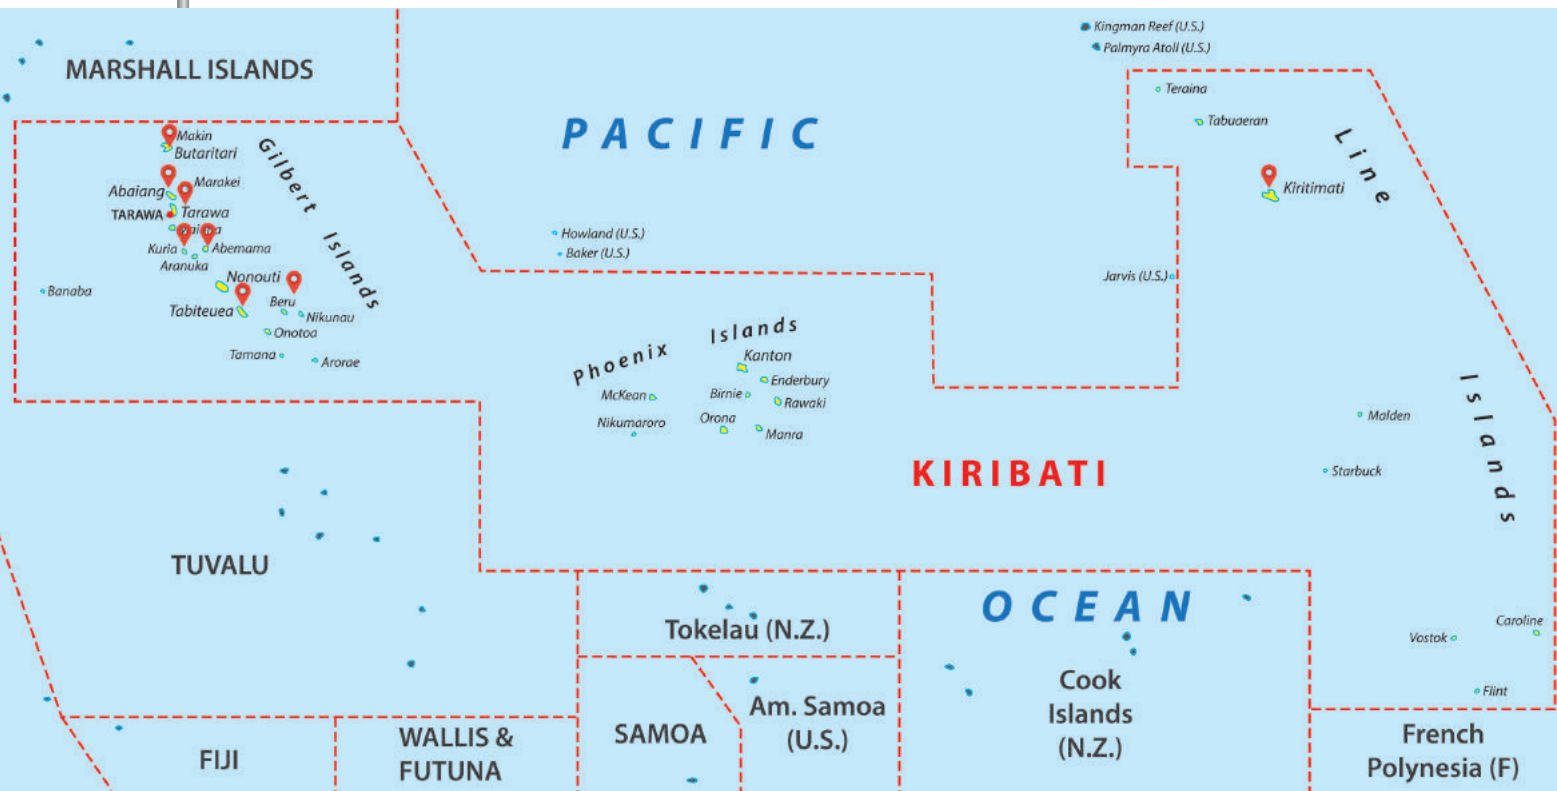 Kingman Reef (U.S.)
Palmyra Atoll (U.S.)
MARSHALL ISLANDS
Teraina
Tabuaeran
PACIFIC
Line
Makin
Butaritari
Gilbert Islands
Marakei
Abaiang
Kiritimati
TARAWA
Tarawa
Kuria
Abemama
Aranuka
Howland (U.S.)
Baker (U.S.)
Nonouti
Jarvis (U.S.)
Banaba
Beru
Tabiteuea
Nikunau
Onotoa
Tamana
Arorae
Phoenix Islands
Kanton
Enderbury
McKean
Birnie
Rawaki
Orona
Nikumaroro
Manra
Islands
Malden
KIRIBATI
Starbuck
TUVALU
OCEAN
Tokelau (N.Z.)
Caroline
Vostok
Cook
Islands
(N.Z.)
Flint
Am. Samoa
(U.S.)
SAMOA
WALLIS &
FUTUNA
FIJI
French
Polynesia (F)